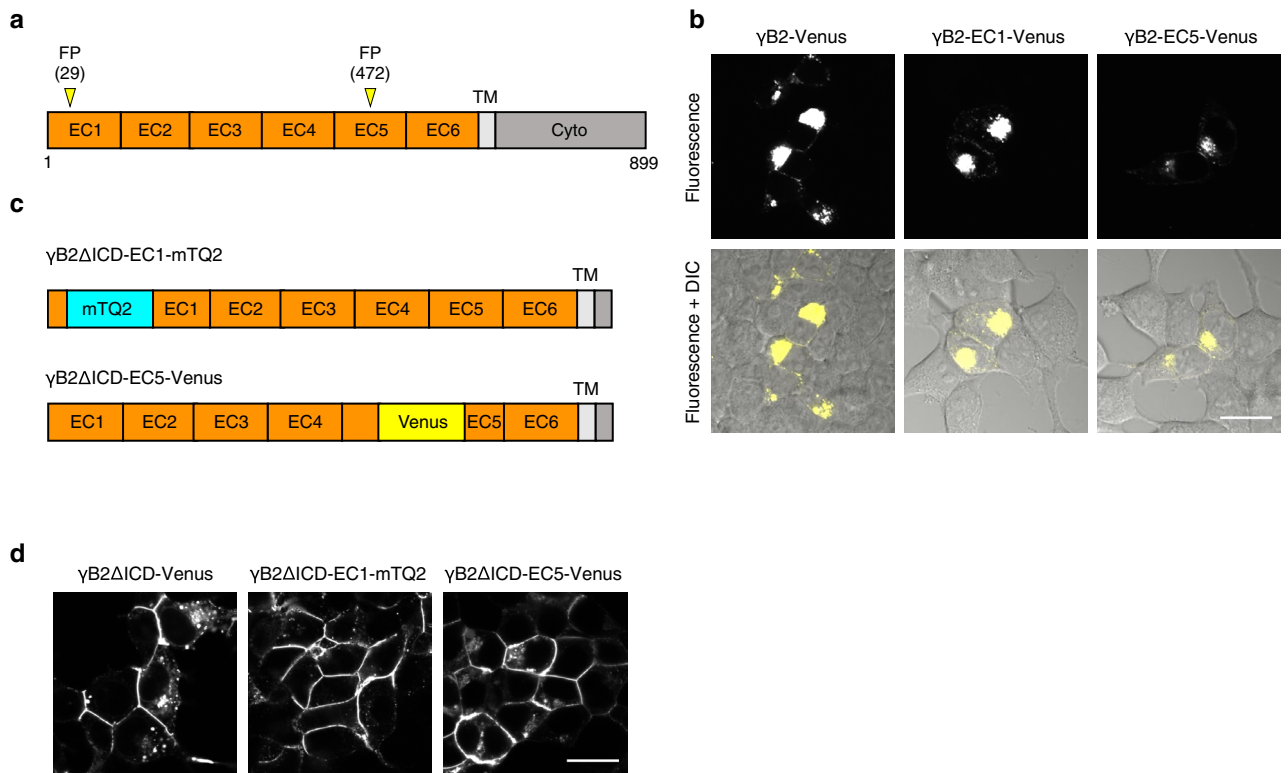 a
FP
(29)
FP
(472)
TM
EC1 EC2 EC3 EC4 EC5 EC6 Cyto
1 899
b
γB2-Venus γB2-EC1-Venus γB2-EC5-Venus
Fluorescence
Fluorescence + DIC
c
γB2ΔICD-EC1-mTQ2
TM
mTQ2 EC1 EC2 EC3 EC4 EC5 EC6
γB2ΔICD-EC5-Venus
TM
EC1 EC2 EC3 EC4 Venus EC5 EC6
d
γB2ΔICD-Venus γB2ΔICD-EC1-mTQ2 γB2ΔICD-EC5-Venus